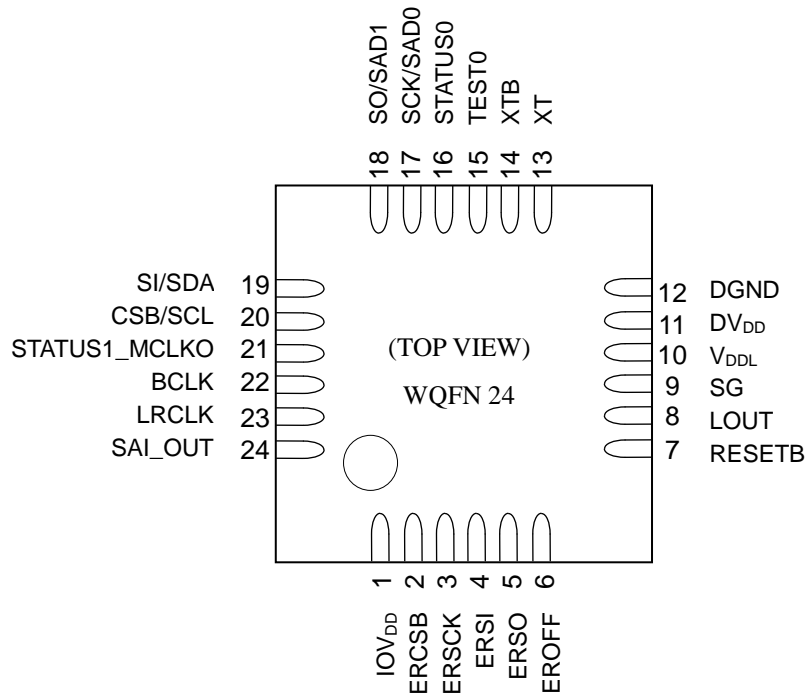 SO/SAD1
SCK/SAD0
STATUS0
TEST0
XTB
XT
18
17
16
15
14
13
SI/SDA 19
CSB/SCL 20
STATUS1_MCLKO 21
BCLK 22
LRCLK 23
SAI_OUT 24
(TOP VIEW)
WQFN 24
12 DGND
11 DVDD
10 VDDL
9 SG
8 LOUT
7 RESETB
1
2
3
4
5
6
IOVDD
ERCSB
ERSCK
ERSI
ERSO
EROFF